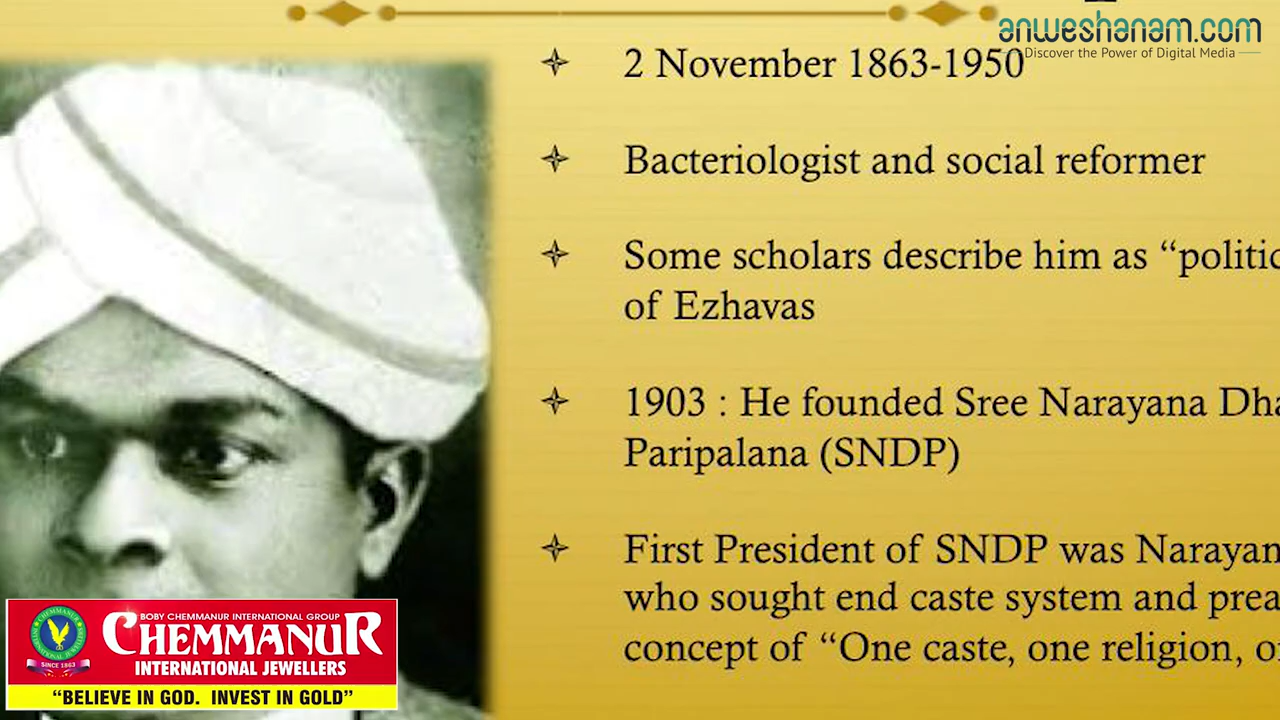 anweshanam.com
Discover the Power of Digital Media
2 November 1863-1950
Bacteriologist and social reformer
Some scholars describe him as “politic
of Ezhavas
1903 : He founded Sree Narayana Dha
Paripalana (SNDP)
First President of SNDP was Narayan
who sought end caste system and prea
concept of “One caste, one religion, o
BOBY CHEMMANUR INTERNATIONAL GROUP
CHEMMANUR
INTERNATIONAL JEWELLERS
SINCE 1863
“BELIEVE IN GOD. INVEST IN GOLD”